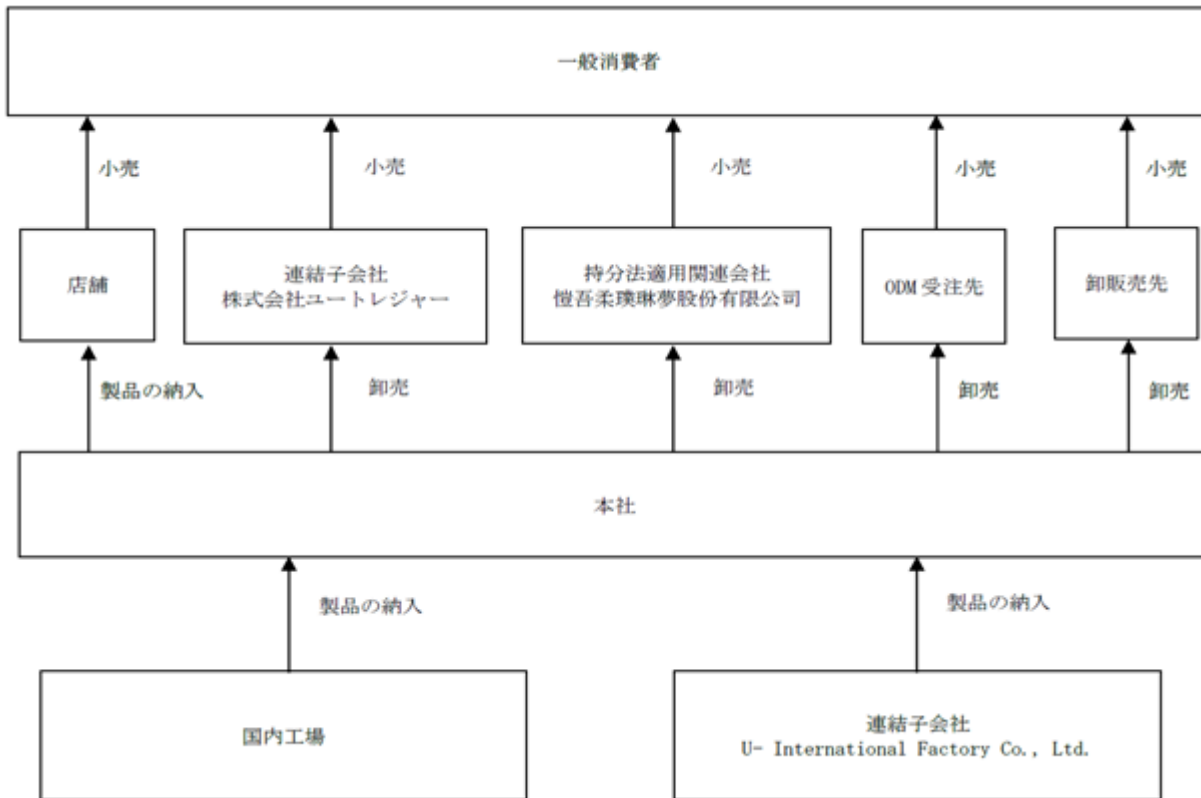 一般消費者
小売
小売
小売
小売
小売
店舗
連結子会社
株式会社ユートレジャー
持分法適用関連会社
愷吾柔璞琳夢股份有限公司
ODM 受注先
卸販売先
製品の納入
卸売
卸売
卸売
卸売
本社
製品の納入
製品の納入
国内工場
連結子会社
U- International Factory Co., Ltd.